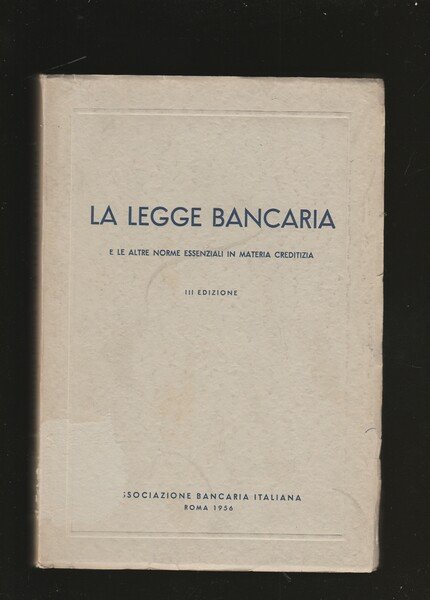 LA LEGGE BANCARIA
E LE ALTRE NORME ESSENZIALI IN MATERIA CREDITIZIA
III EDIZIONE
SSOCIAZIONE BANCARIA ITALIANA
ROMA 1956